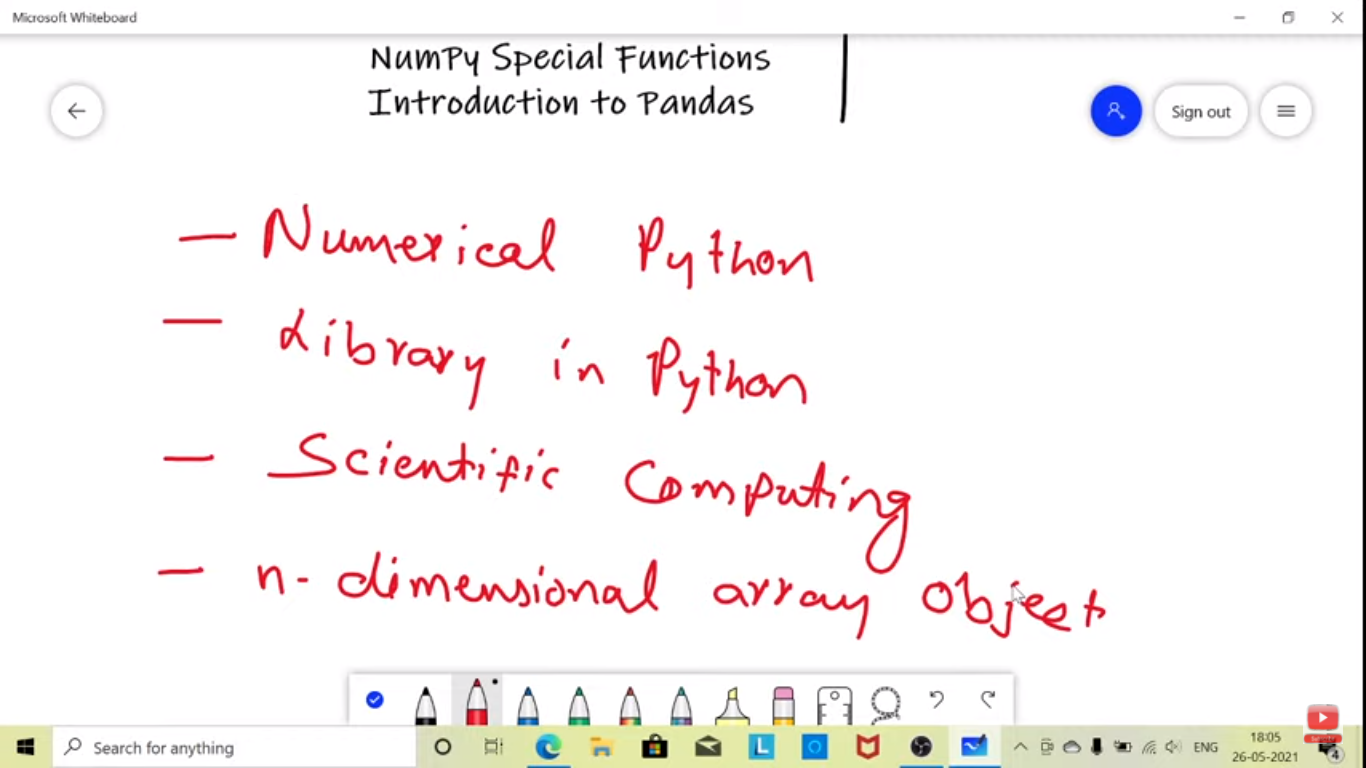 Microsoft Whiteboard
NumPy Special Functions
Introduction to Pandas
Sign out
— Numerical Python
— Library in Python
— Scientific Computing
— n-dimensional array object
Search for anything
ENG
18:05
26-05-2021
4